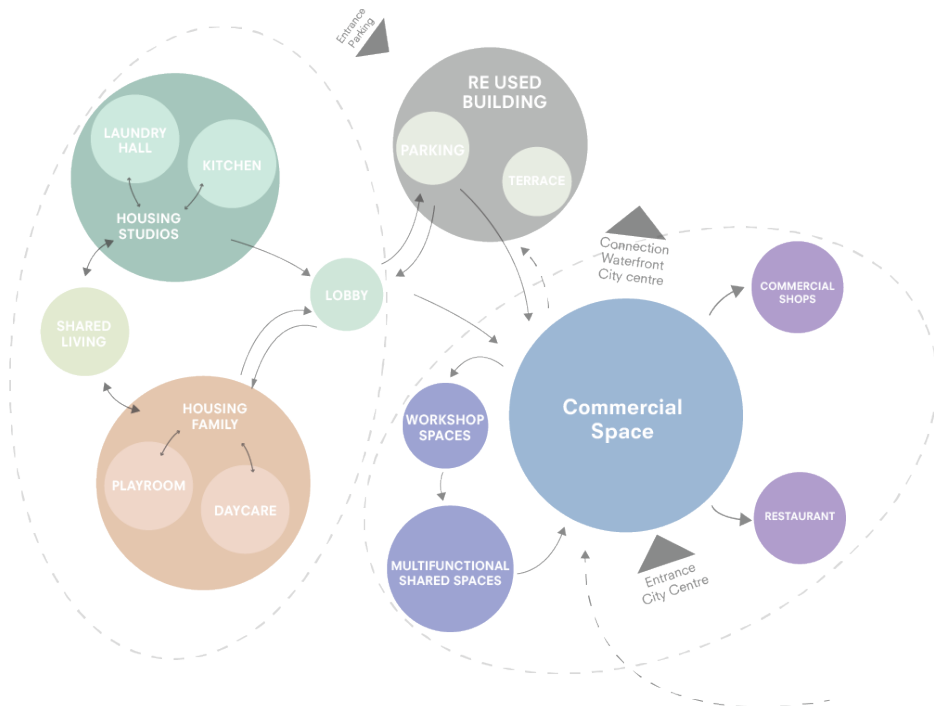 Entrance
Parking
RE USED
BUILDING
LAUNDRY
HALL
KITCHEN
PARKING
TERRACE
HOUSING
STUDIOS
Connection
Waterfront
City centre
LOBBY
COMMERCIAL
SHOPS
SHARED
LIVING
HOUSING
FAMILY
Commercial
Space
WORKSHOP
SPACES
PLAYROOM
DAYCARE
RESTAURANT
MULTIFUNCTIONAL
SHARED SPACES
Entrance
City Centre